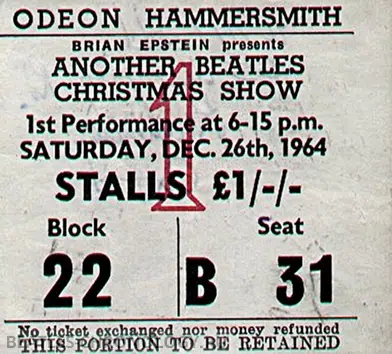 ODEON HAMMERSMITH
BRIAN EPSTEIN presents
ANOTHER BEATLES
CHRISTMAS SHOW
1
1st Performance at 6-15 p.m.
SATURDAY, DEC. 26th, 1964
STALLS £1/-/-
Block Seat
22 B 31
No ticket exchanged nor money refunded
THIS PORTION TO BE RETAINED